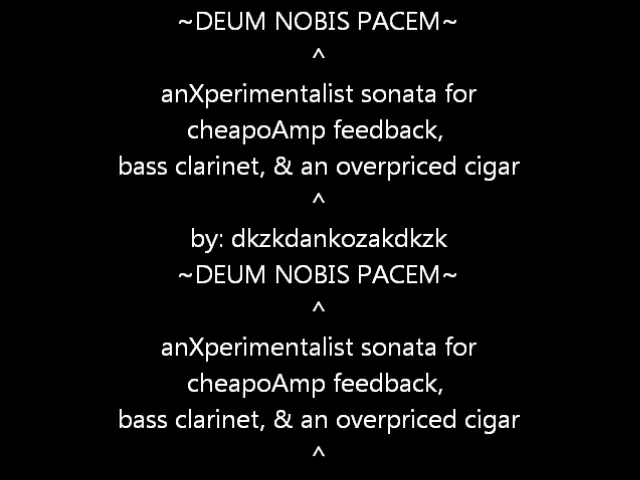 ~DEUM NOBIS PACEM~
^
anXperimentalist sonata for
cheapoAmp feedback,
bass clarinet, & an overpriced cigar
^
by: dkzkdankozakdkzk
~DEUM NOBIS PACEM~
^
anXperimentalist sonata for
cheapoAmp feedback,
bass clarinet, & an overpriced cigar
^